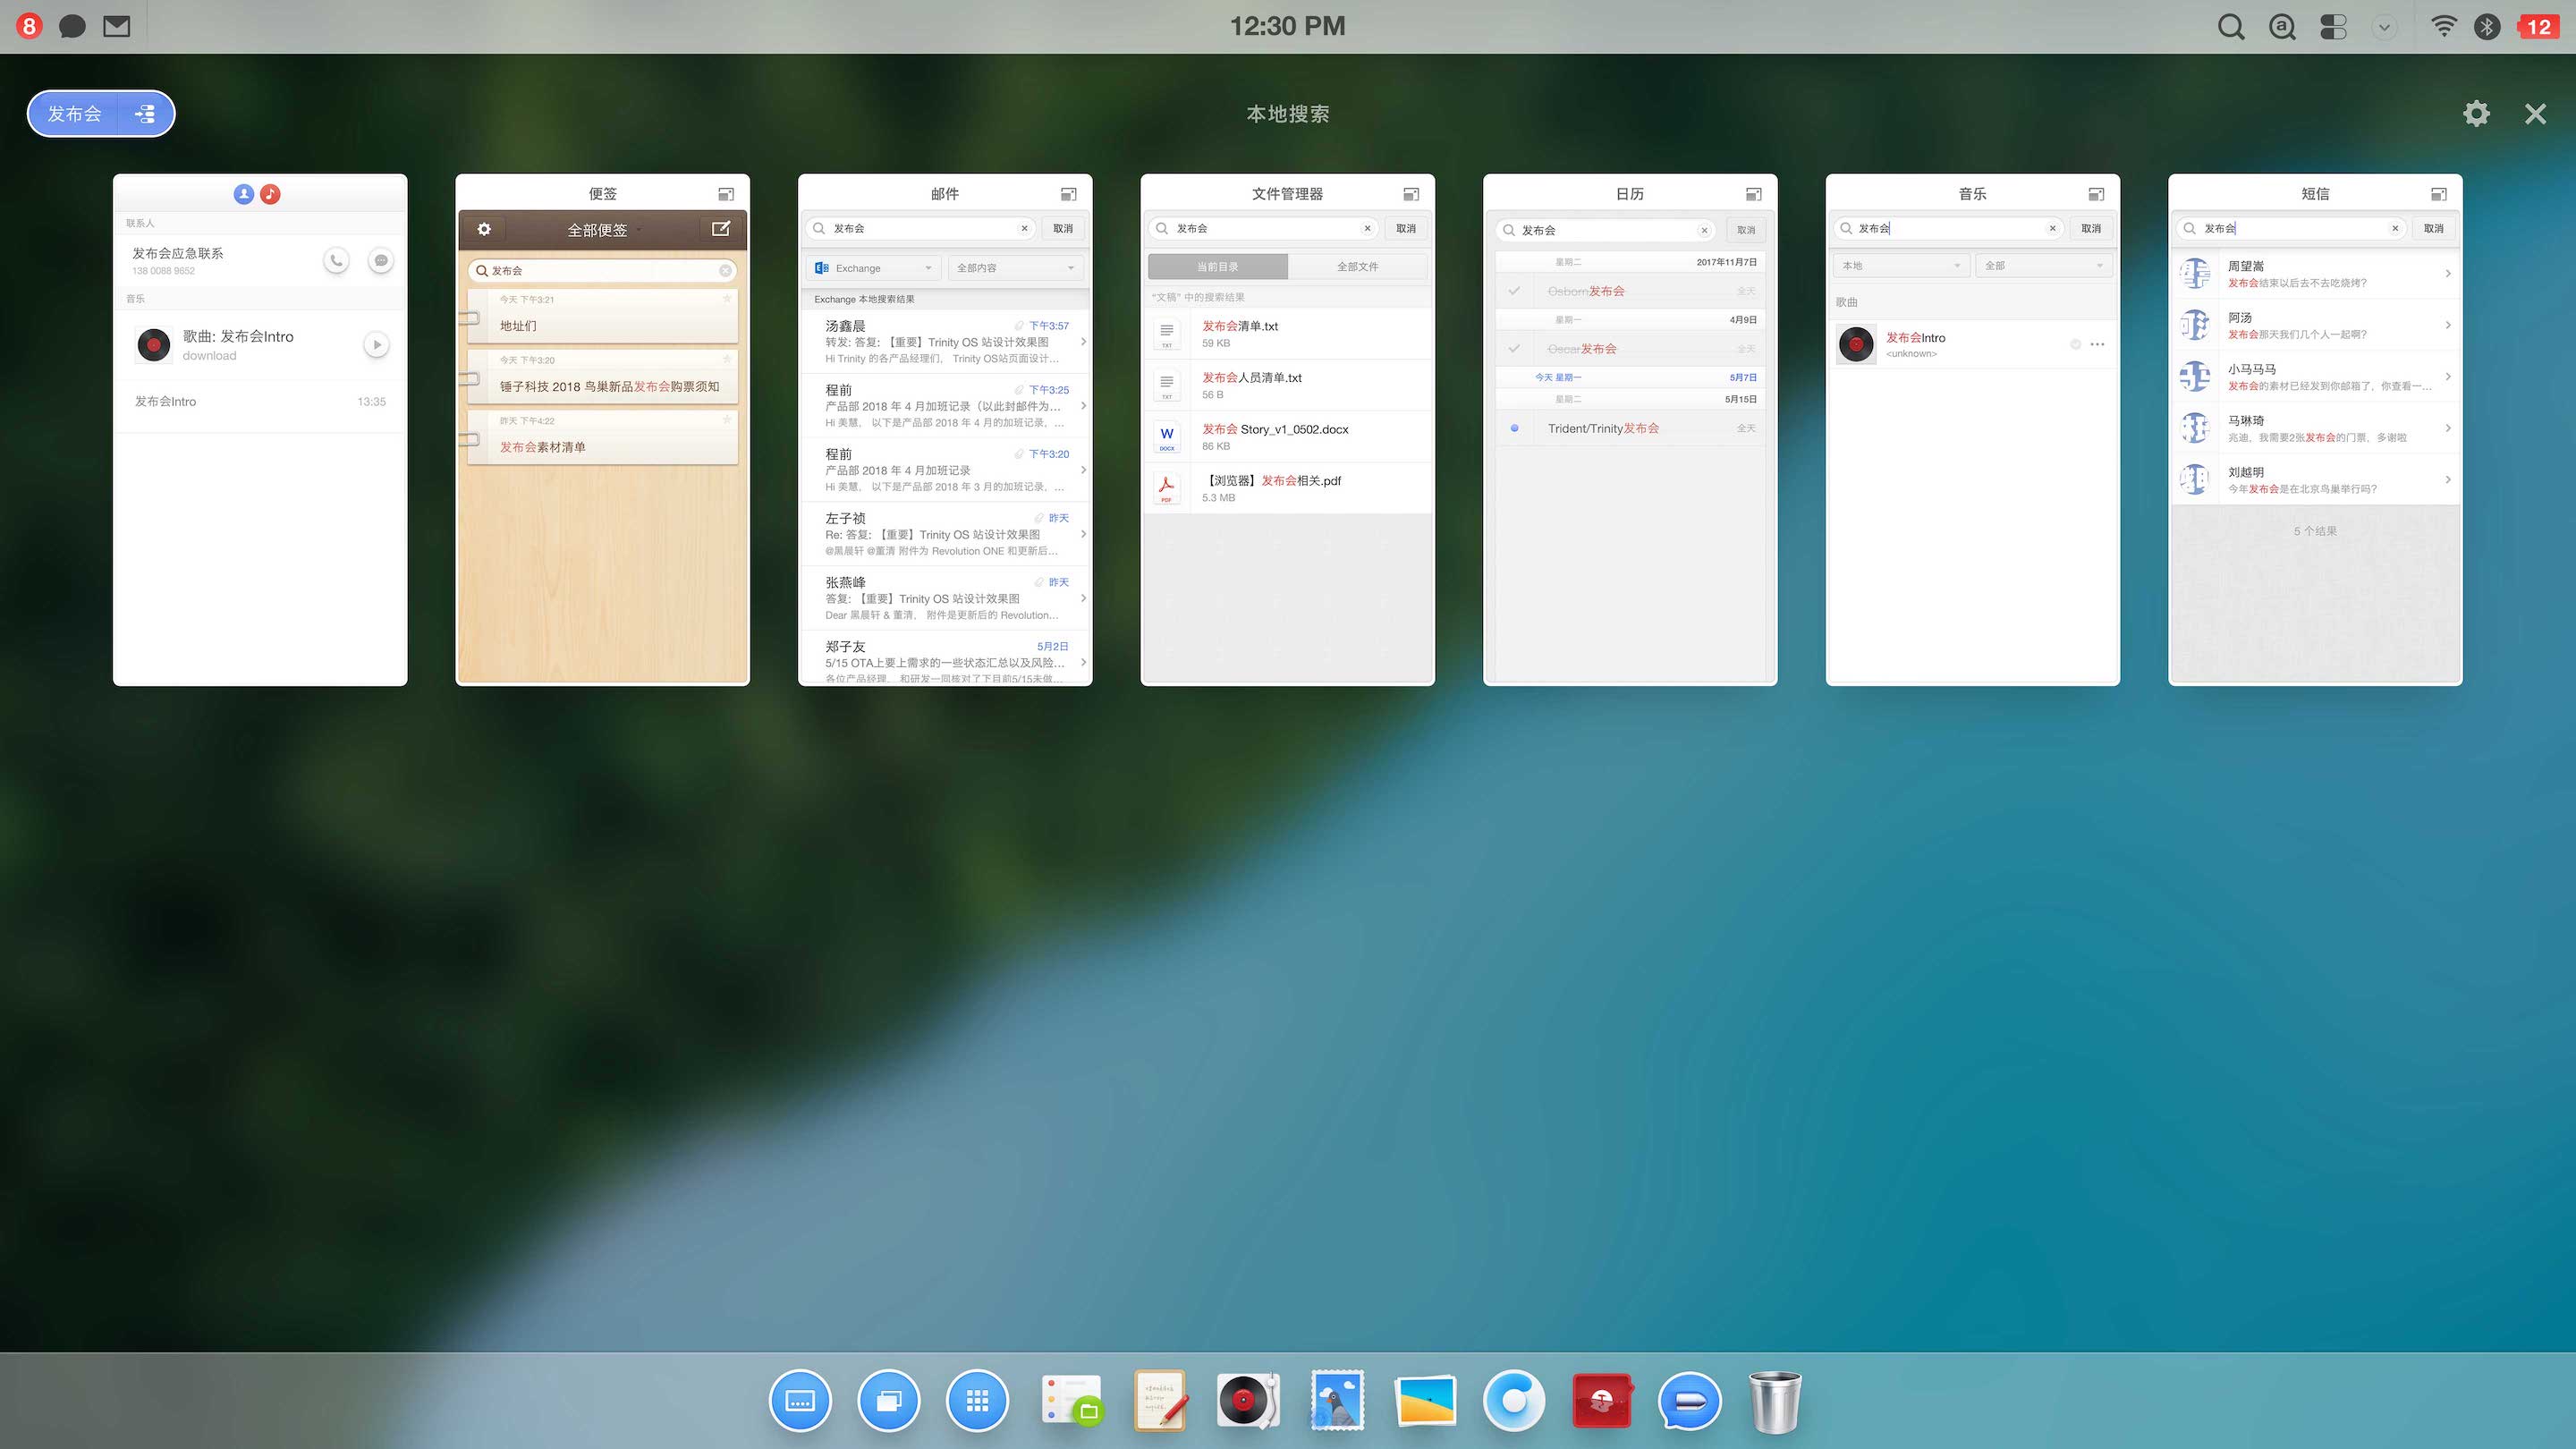 8
12:30 PM
12
发布会
本地搜索
联系人
发布会应急联系
138 0088 9652
音乐
歌曲: 发布会Intro
download
发布会Intro
13:35
便签
全部便签
发布会
今天 下午3:21
地址们
今天 下午3:20
锤子科技 2018 鸟巢新品发布会购票须知
昨天 下午4:22
发布会素材清单
邮件
发布会
取消
Exchange
全部内容
Exchange 本地搜索结果
汤鑫晨
下午3:57
转发: 答复: 【重要】Trinity OS 站设计效果图
Hi Trinity 的各产品经理们， Trinity OS站页面设计…
程前
下午3:25
产品部 2018 年 4 月加班记录（以此封邮件为…
Hi 美慧， 以下是产品部 2018 年 4 月的加班记录，…
程前
下午3:20
产品部 2018 年 4 月加班记录
Hi 美慧， 以下是产品部 2018 年 3 月的加班记录，…
左子祯
昨天
Re: 答复: 【重要】Trinity OS 站设计效果图
@黑晨轩 @董清 附件为 Revolution ONE 和更新后…
张燕峰
昨天
答复: 【重要】Trinity OS 站设计效果图
Dear 黑晨轩 & 董清， 附件是更新后的 Revolution…
郑子友
5月2日
5/15 OTA上要上需求的一些状态汇总以及风险…
各位产品经理， 和研发一同核对了下目前5/15未做…
文件管理器
发布会
取消
当前目录
全部文件
“文稿” 中的搜索结果
TXT
发布会清单.txt
59 KB
TXT
发布会人员清单.txt
56 B
W
DOCX
发布会 Story_v1_0502.docx
86 KB
PDF
【浏览器】发布会相关.pdf
5.3 MB
日历
发布会
取消
星期二
2017年11月7日
Osborn发布会
全天
星期一
4月9日
Oscar发布会
全天
今天 星期一
5月7日
星期二
5月15日
Trident/Trinity发布会
全天
音乐
发布会
取消
本地
全部
歌曲
发布会Intro
<unknown>
短信
发布会
取消
周望嵩
发布会结束以后去不去吃烧烤？
阿汤
发布会那天我们几个人一起啊？
小马马马
发布会的素材已经发到你邮箱了，你查看一…
马琳琦
兆迪，我需要2张发布会的门票，多谢啦
刘越明
今年发布会是在北京鸟巢举行吗？
5 个结果